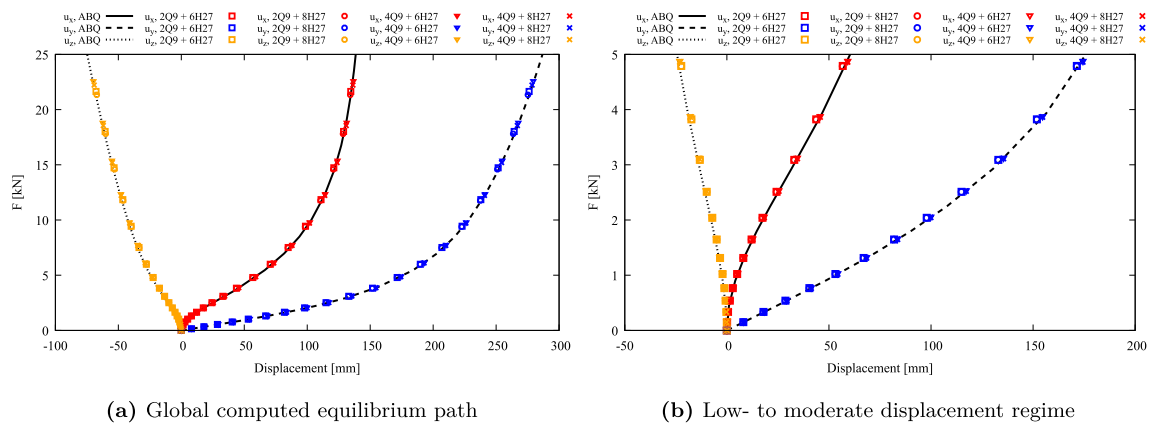 u_x, ABQ u_x, 2Q9 + 6H27 u_x, 2Q9 + 8H27 u_x, 4Q9 + 6H27 u_x, 4Q9 + 8H27
u_y, ABQ u_y, 2Q9 + 6H27 u_y, 2Q9 + 8H27 u_y, 4Q9 + 6H27 u_y, 4Q9 + 8H27
u_z, ABQ u_z, 2Q9 + 6H27 u_z, 2Q9 + 8H27 u_z, 4Q9 + 6H27 u_z, 4Q9 + 8H27
25
20
15
10
5
0
F [kN]
-100 -50 0 50 100 150 200 250 300
Displacement [mm]
(a) Global computed equilibrium path
u_x, ABQ u_x, 2Q9 + 6H27 u_x, 2Q9 + 8H27 u_x, 4Q9 + 6H27 u_x, 4Q9 + 8H27
u_y, ABQ u_y, 2Q9 + 6H27 u_y, 2Q9 + 8H27 u_y, 4Q9 + 6H27 u_y, 4Q9 + 8H27
u_z, ABQ u_z, 2Q9 + 6H27 u_z, 2Q9 + 8H27 u_z, 4Q9 + 6H27 u_z, 4Q9 + 8H27
5
4
3
2
1
0
F [kN]
-50 0 50 100 150 200
Displacement [mm]
(b) Low- to moderate displacement regime